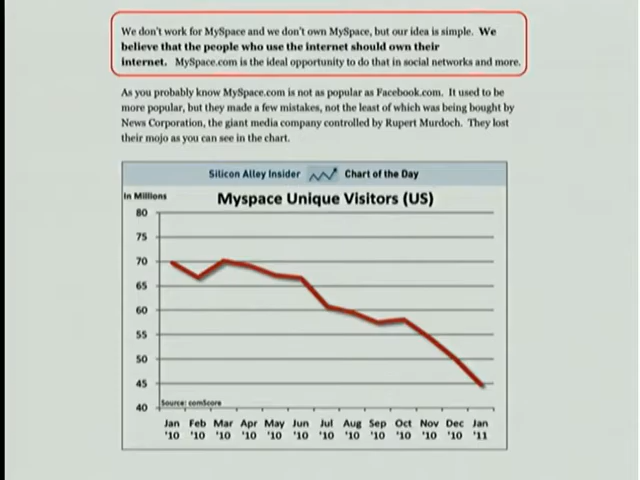 We don't work for MySpace and we don't own MySpace, but our idea is simple. We
believe that the people who use the internet should own their
internet. MySpace.com is the ideal opportunity to do that in social networks and more.
As you probably know MySpace.com is not as popular as Facebook.com. It used to be
more popular, but they made a few mistakes, not the least of which was being bought by
News Corporation, the giant media company controlled by Rupert Murdoch. They lost
their mojo as you can see in the chart.
Silicon Alley Insider Chart of the Day
In Millions
Myspace Unique Visitors (US)
80
75
70
65
60
55
50
45
40
Source: comScore
Jan Feb Mar Apr May Jun Jul Aug Sep Oct Nov Dec Jan
'10 '10 '10 '10 '10 '10 '10 '10 '10 '10 '10 '10 '11